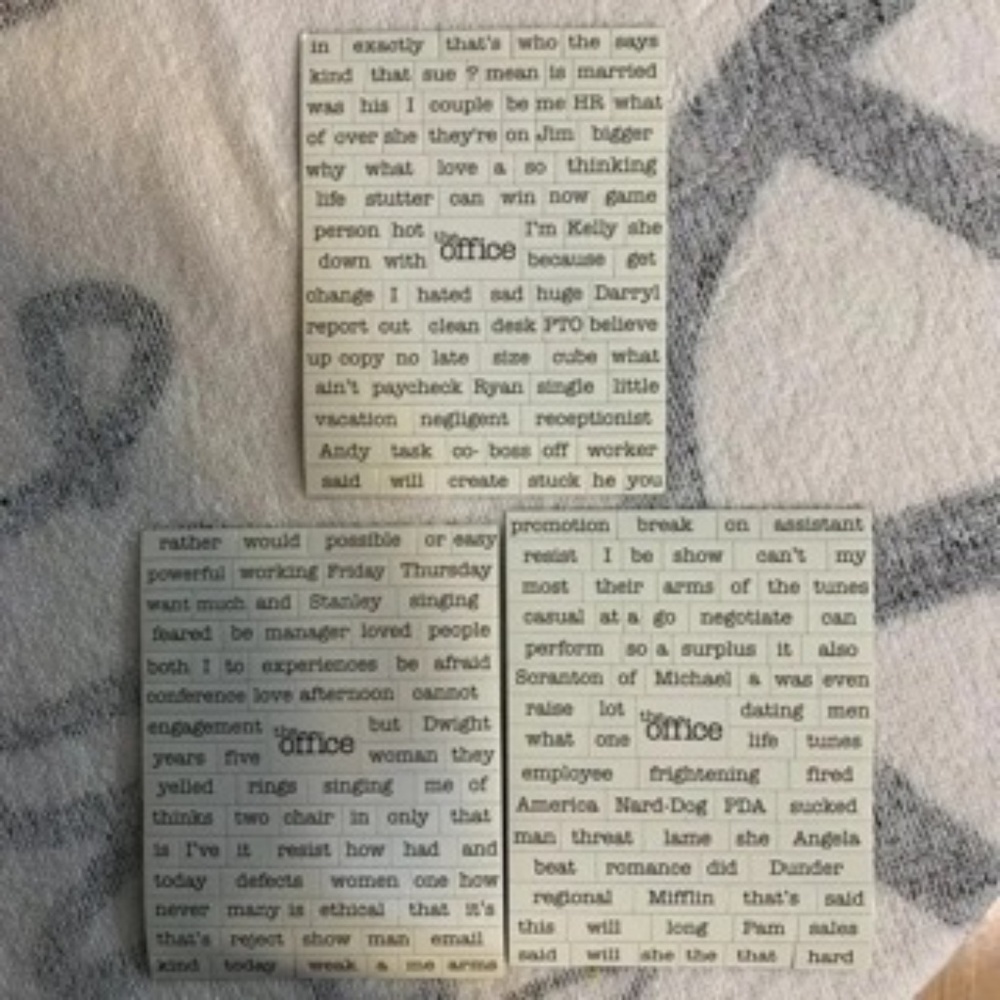 in exactly that's who the says
kind that sue ? mean is married
was his I couple be me HR what
of over she they're on Jim bigger
why what love a so thinking
life stutter can win now game
person hot the office I'm Kelly she
down with because get
change I hated sad huge Darryl
report out clean desk PTO believe
up copy no late size cube what
ain't paycheck Ryan single little
vacation negligent receptionist
Andy task co- boss off worker
said will create stuck he you
rather would possible or easy
powerful working Friday Thursday
want much and Stanley singing
feared be manager loved people
both I to experiences be afraid
conference love afternoon cannot
engagement the office but Dwight
years five woman they
yelled rings singing me of
thinks two chair in only that
is I've it resist how had and
today defects women one how
never many is ethical that it's
that's reject show man email
kind today weak a me arms
promotion break on assistant
resist I be show can't my
most their arms of the tunes
casual at a go negotiate can
perform so a surplus it also
Scranton of Michael a was even
raise lot the office dating men
what one life tunes
employee frightening fired
America Nard-Dog PDA sucked
man threat lame she Angela
beat romance did Dunder
regional Mifflin that's said
this will long Pam sales
said will she the that hard